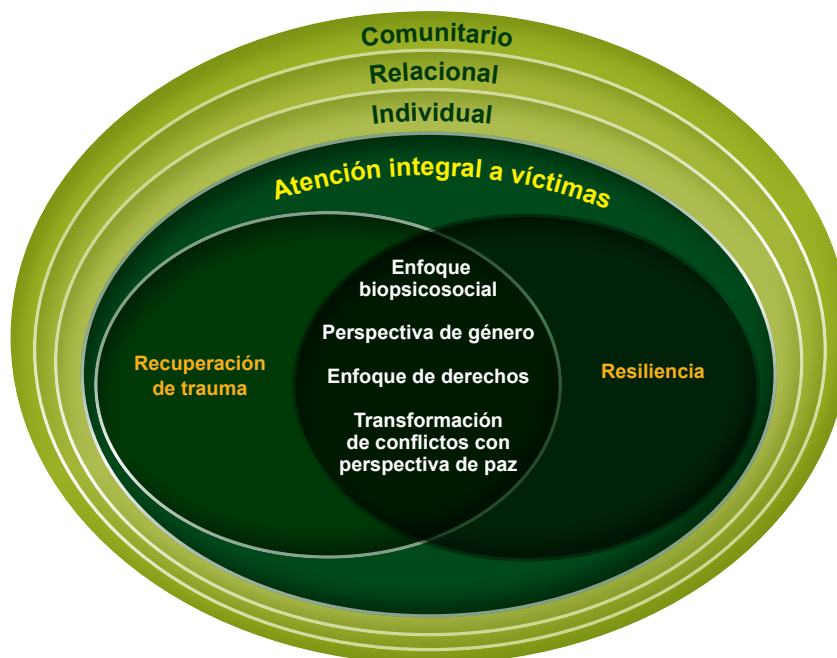 Comunitario
Relacional
Individual
Atención integral a víctimas
Enfoque
biopsicosocial
Perspectiva de género
Enfoque de derechos
Transformación
de conflictos con
perspectiva de paz
Recuperación
de trauma
Resiliencia